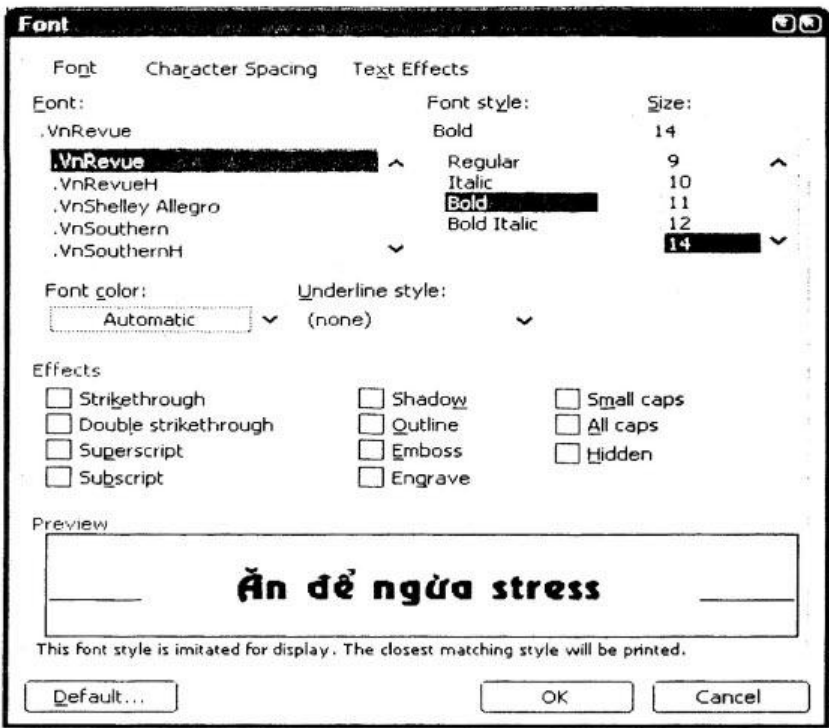 Font
Font Character Spacing Text Effects
Font: Font style: Size:
.VnRevue Bold 14
.VnRevue Regular 9
.VnRevueH Italic 10
.VnShelley Allegro Bold 11
.VnSouthern Bold Italic 12
.VnSouthernH 14
Font color: Underline style:
Automatic (none)
Effects
Strikethrough Shadow Small caps
Double strikethrough Outline All caps
Superscript Emboss Hidden
Subscript Engrave
Preview
Ăn để ngừa stress
This font style is imitated for display. The closest matching style will be printed.
Default... OK Cancel